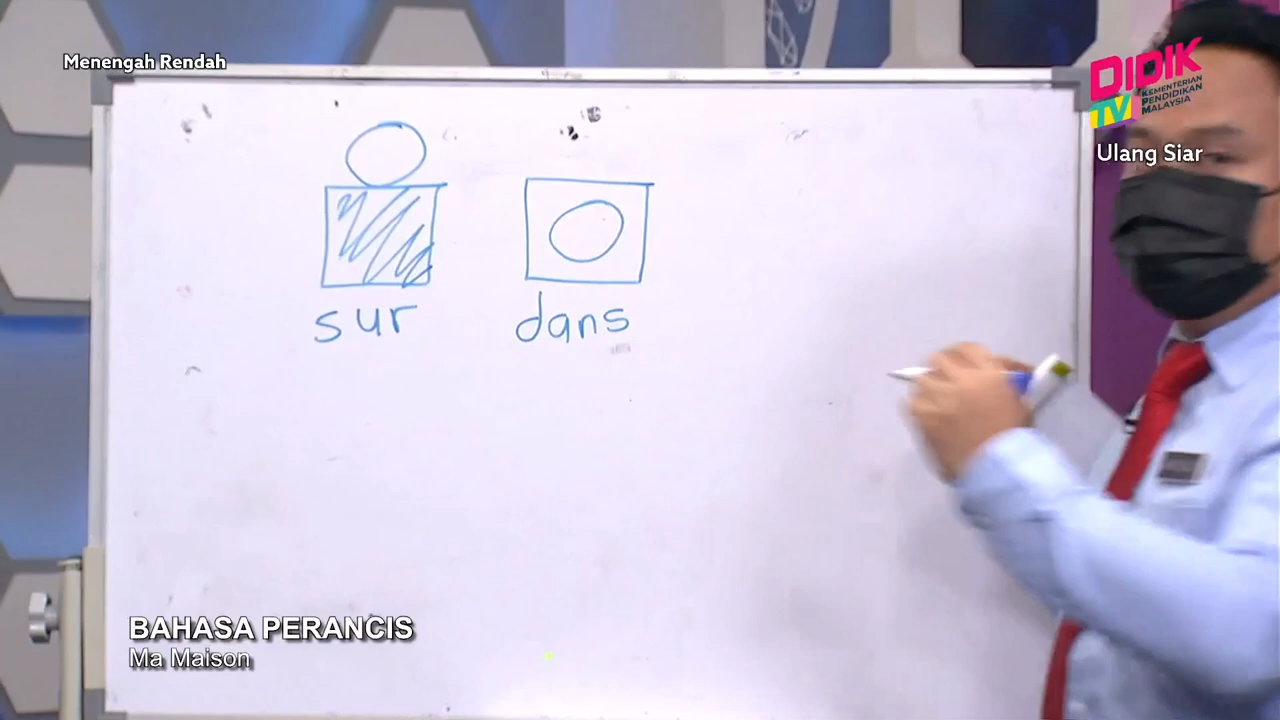 Menengah Rendah
DIDIK
TV
KEMENTERIAN
PENDIDIKAN
MALAYSIA
Ulang Siar
sur dans
BAHASA PERANCIS
Ma Maison